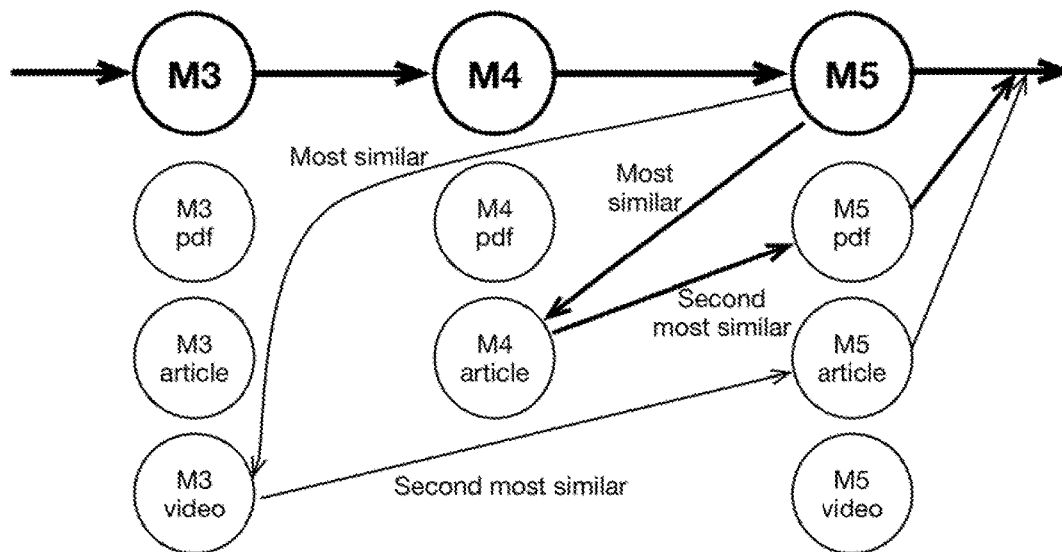 M3
M4
M5
Most similar
Most
similar
M3
pdf
M4
pdf
M5
pdf
Second
most similar
M3
article
M4
article
M5
article
M3
video
Second most similar
M5
video